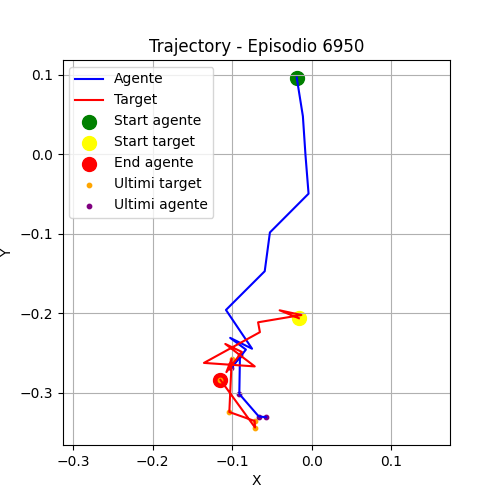 Trajectory - Episodio 6950
Agente
Target
Start agente
Start target
End agente
Ultimi target
Ultimi agente
0.1
0.0
−0.1
−0.2
−0.3
Y
−0.3
−0.2
−0.1
0.0
0.1
X